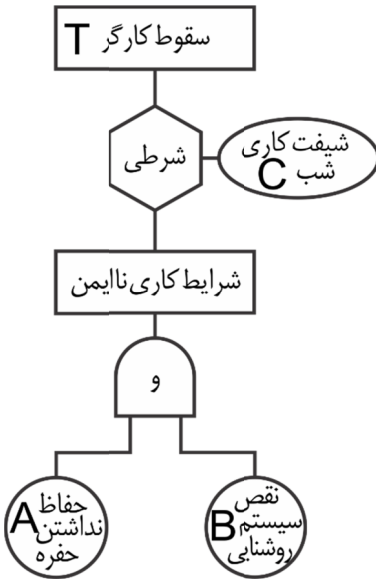 سقوط کارگر T
شرطی
شیفت کاری
شب C
شرایط کاری ناایمن
و
حفاظ
نداشتن A
حفره
نقص
سیستم B
روشنایی